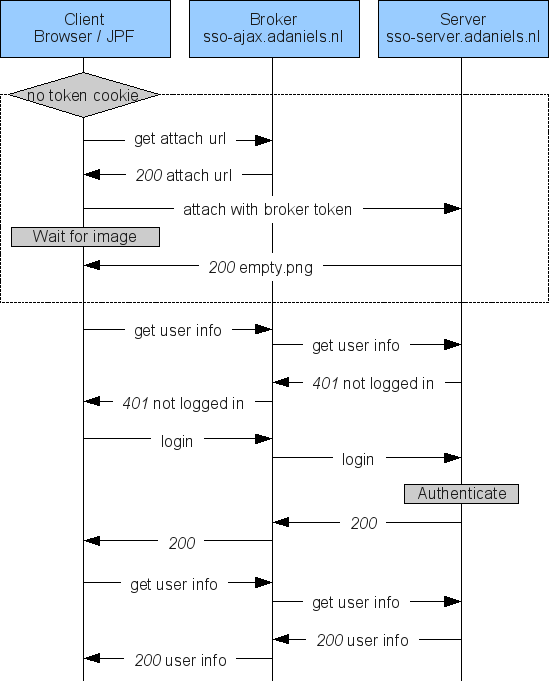 Client
Browser / JPF
Broker
sso-ajax.adaniels.nl
Server
sso-server.adaniels.nl
no token cookie
get attach url
200 attach url
attach with broker token
Wait for image
200 empty.png
get user info
get user info
401 not logged in
401 not logged in
login
login
Authenticate
200
200
get user info
get user info
200 user info
200 user info